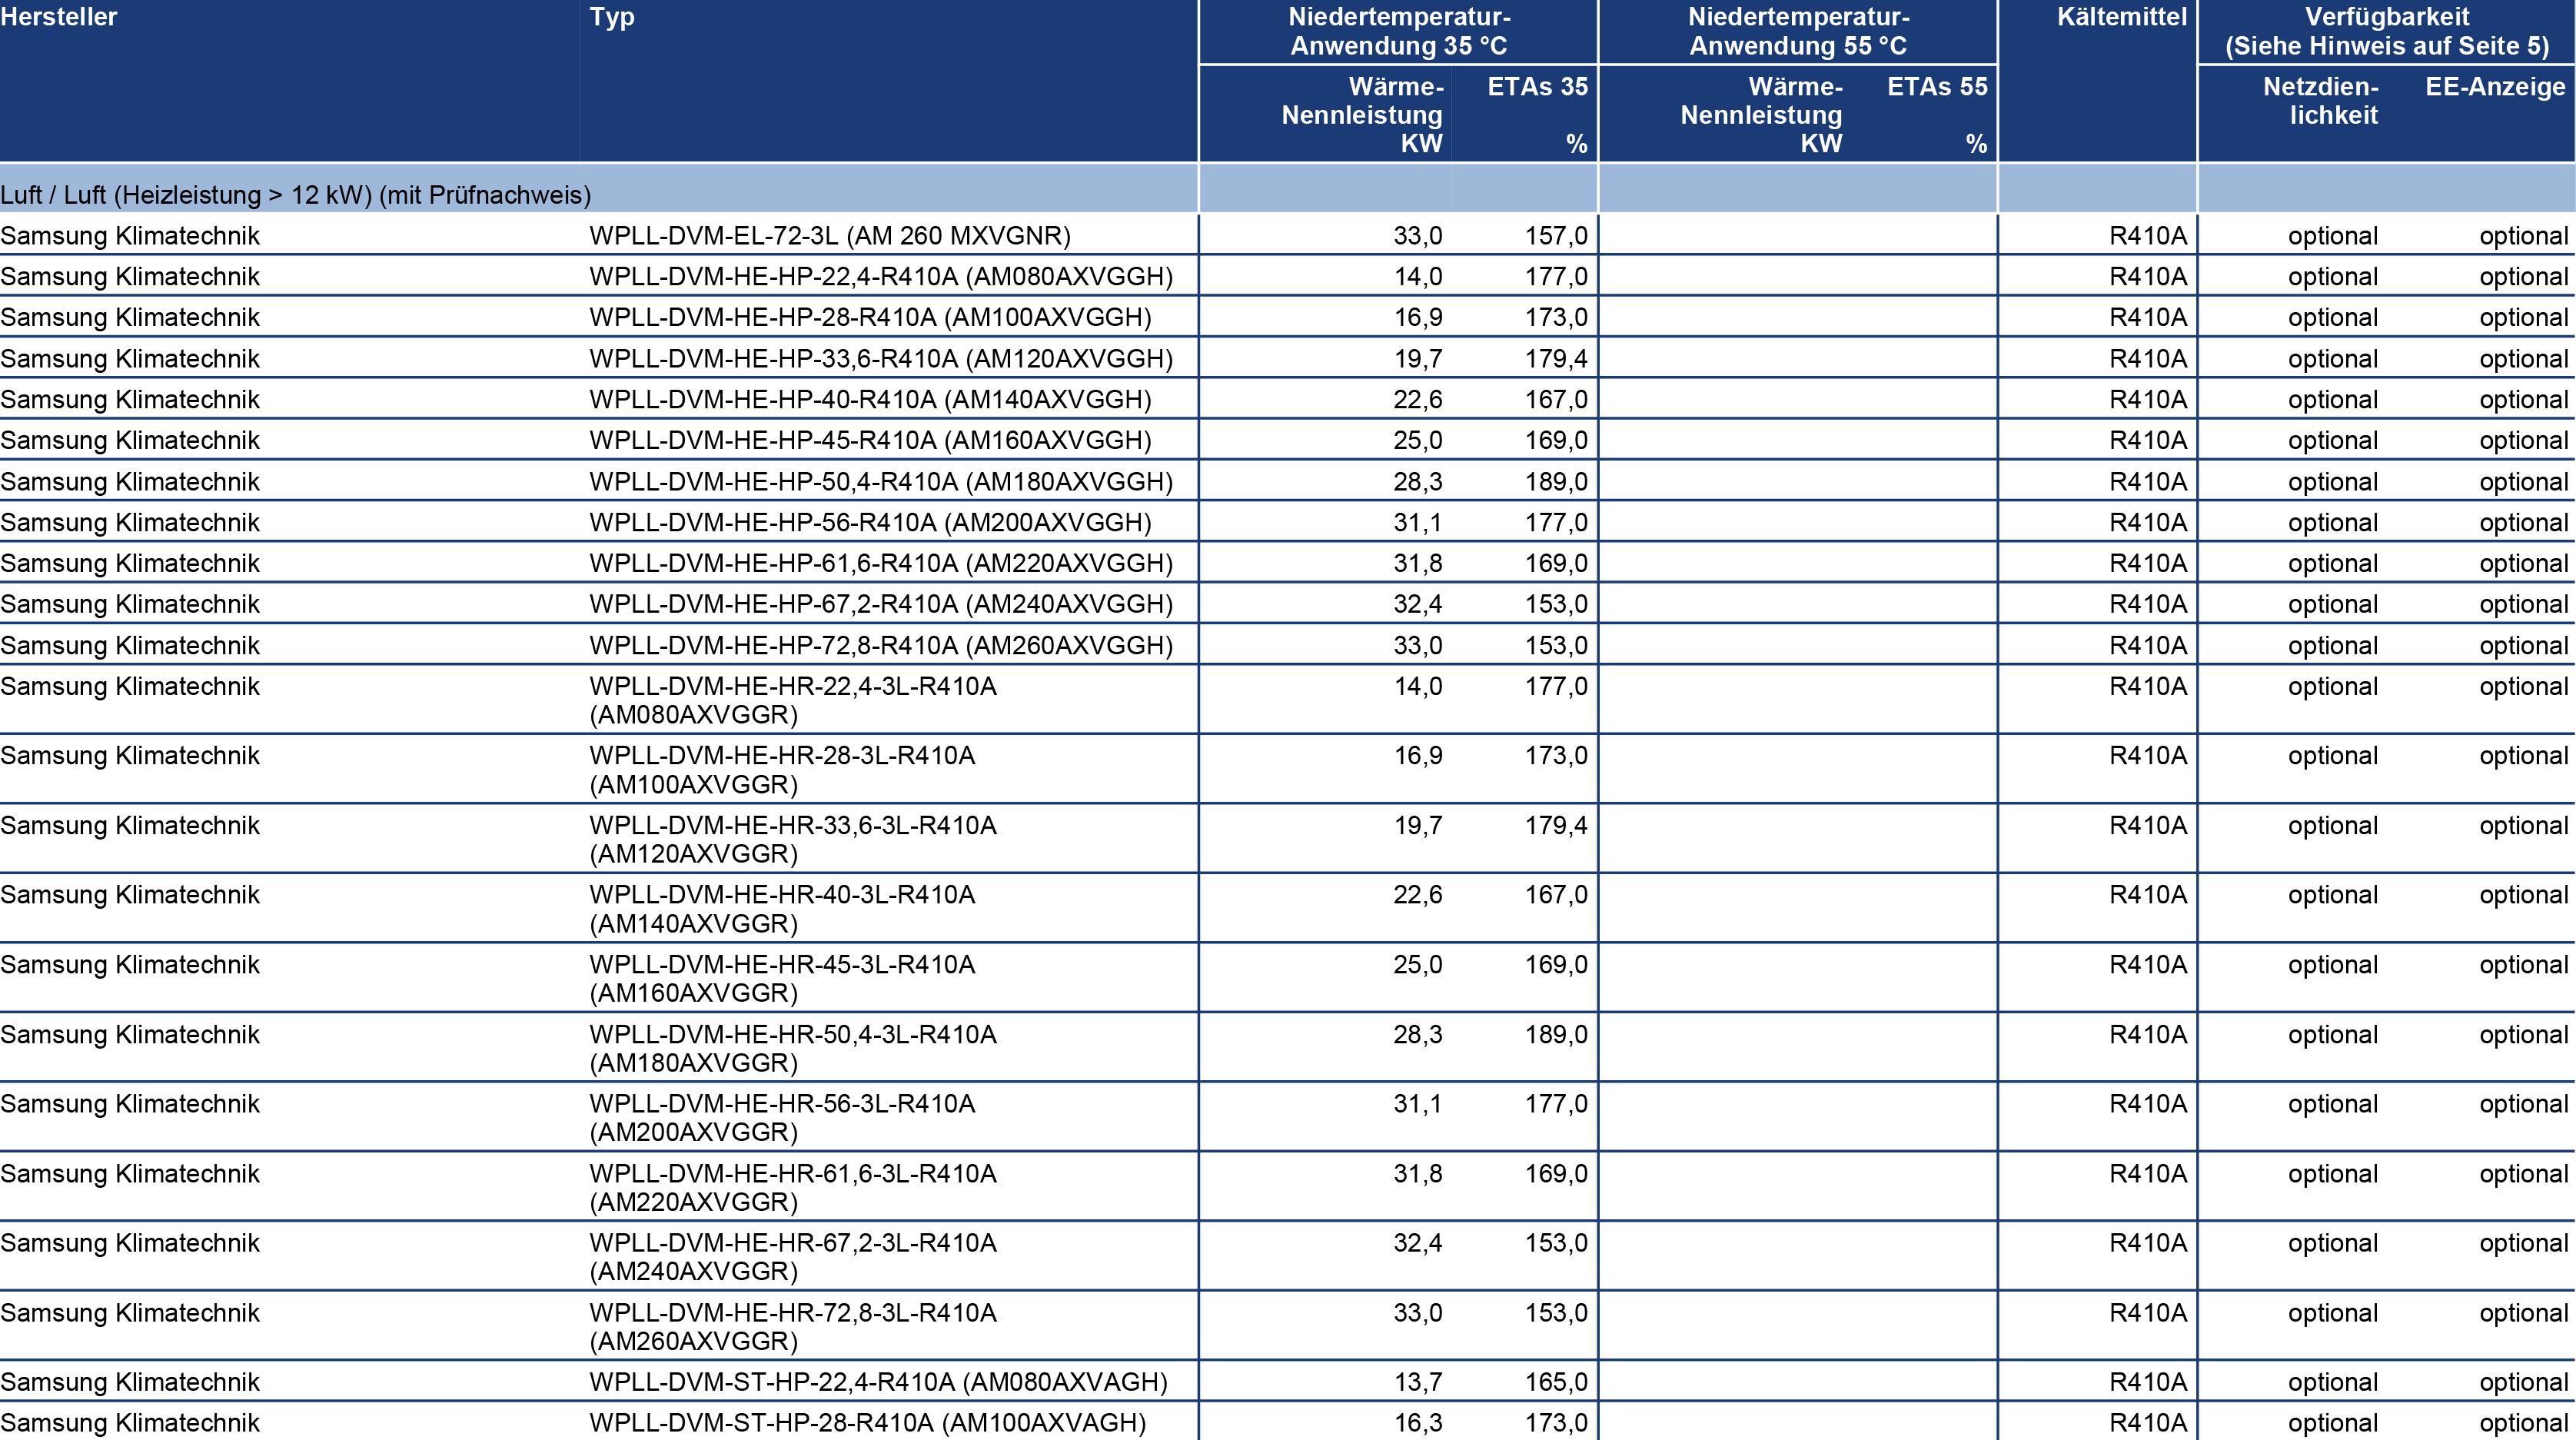 Hersteller Typ Niedertemperatur- Niedertemperatur- Kältemittel Verfügbarkeit
Anwendung 35 °C Anwendung 55 °C (Siehe Hinweis auf Seite 5)
Wärme- ETAs 35 Wärme- ETAs 55 Netzdien- EE-Anzeige
Nennleistung Nennleistung lichkeit
KW % KW %
Luft / Luft (Heizleistung > 12 kW) (mit Prüfnachweis)
Samsung Klimatechnik WPLL-DVM-EL-72-3L (AM 260 MXVGNR) 33,0 157,0 R410A optional optional
Samsung Klimatechnik WPLL-DVM-HE-HP-22,4-R410A (AM080AXVGGH) 14,0 177,0 R410A optional optional
Samsung Klimatechnik WPLL-DVM-HE-HP-28-R410A (AM100AXVGGH) 16,9 173,0 R410A optional optional
Samsung Klimatechnik WPLL-DVM-HE-HP-33,6-R410A (AM120AXVGGH) 19,7 179,4 R410A optional optional
Samsung Klimatechnik WPLL-DVM-HE-HP-40-R410A (AM140AXVGGH) 22,6 167,0 R410A optional optional
Samsung Klimatechnik WPLL-DVM-HE-HP-45-R410A (AM160AXVGGH) 25,0 169,0 R410A optional optional
Samsung Klimatechnik WPLL-DVM-HE-HP-50,4-R410A (AM180AXVGGH) 28,3 189,0 R410A optional optional
Samsung Klimatechnik WPLL-DVM-HE-HP-56-R410A (AM200AXVGGH) 31,1 177,0 R410A optional optional
Samsung Klimatechnik WPLL-DVM-HE-HP-61,6-R410A (AM220AXVGGH) 31,8 169,0 R410A optional optional
Samsung Klimatechnik WPLL-DVM-HE-HP-67,2-R410A (AM240AXVGGH) 32,4 153,0 R410A optional optional
Samsung Klimatechnik WPLL-DVM-HE-HP-72,8-R410A (AM260AXVGGH) 33,0 153,0 R410A optional optional
Samsung Klimatechnik WPLL-DVM-HE-HR-22,4-3L-R410A 14,0 177,0 R410A optional optional
(AM080AXVGGR)
Samsung Klimatechnik WPLL-DVM-HE-HR-28-3L-R410A 16,9 173,0 R410A optional optional
(AM100AXVGGR)
Samsung Klimatechnik WPLL-DVM-HE-HR-33,6-3L-R410A 19,7 179,4 R410A optional optional
(AM120AXVGGR)
Samsung Klimatechnik WPLL-DVM-HE-HR-40-3L-R410A 22,6 167,0 R410A optional optional
(AM140AXVGGR)
Samsung Klimatechnik WPLL-DVM-HE-HR-45-3L-R410A 25,0 169,0 R410A optional optional
(AM160AXVGGR)
Samsung Klimatechnik WPLL-DVM-HE-HR-50,4-3L-R410A 28,3 189,0 R410A optional optional
(AM180AXVGGR)
Samsung Klimatechnik WPLL-DVM-HE-HR-56-3L-R410A 31,1 177,0 R410A optional optional
(AM200AXVGGR)
Samsung Klimatechnik WPLL-DVM-HE-HR-61,6-3L-R410A 31,8 169,0 R410A optional optional
(AM220AXVGGR)
Samsung Klimatechnik WPLL-DVM-HE-HR-67,2-3L-R410A 32,4 153,0 R410A optional optional
(AM240AXVGGR)
Samsung Klimatechnik WPLL-DVM-HE-HR-72,8-3L-R410A 33,0 153,0 R410A optional optional
(AM260AXVGGR)
Samsung Klimatechnik WPLL-DVM-ST-HP-22,4-R410A (AM080AXVAGH) 13,7 165,0 R410A optional optional
Samsung Klimatechnik WPLL-DVM-ST-HP-28-R410A (AM100AXVAGH) 16,3 173,0 R410A optional optional